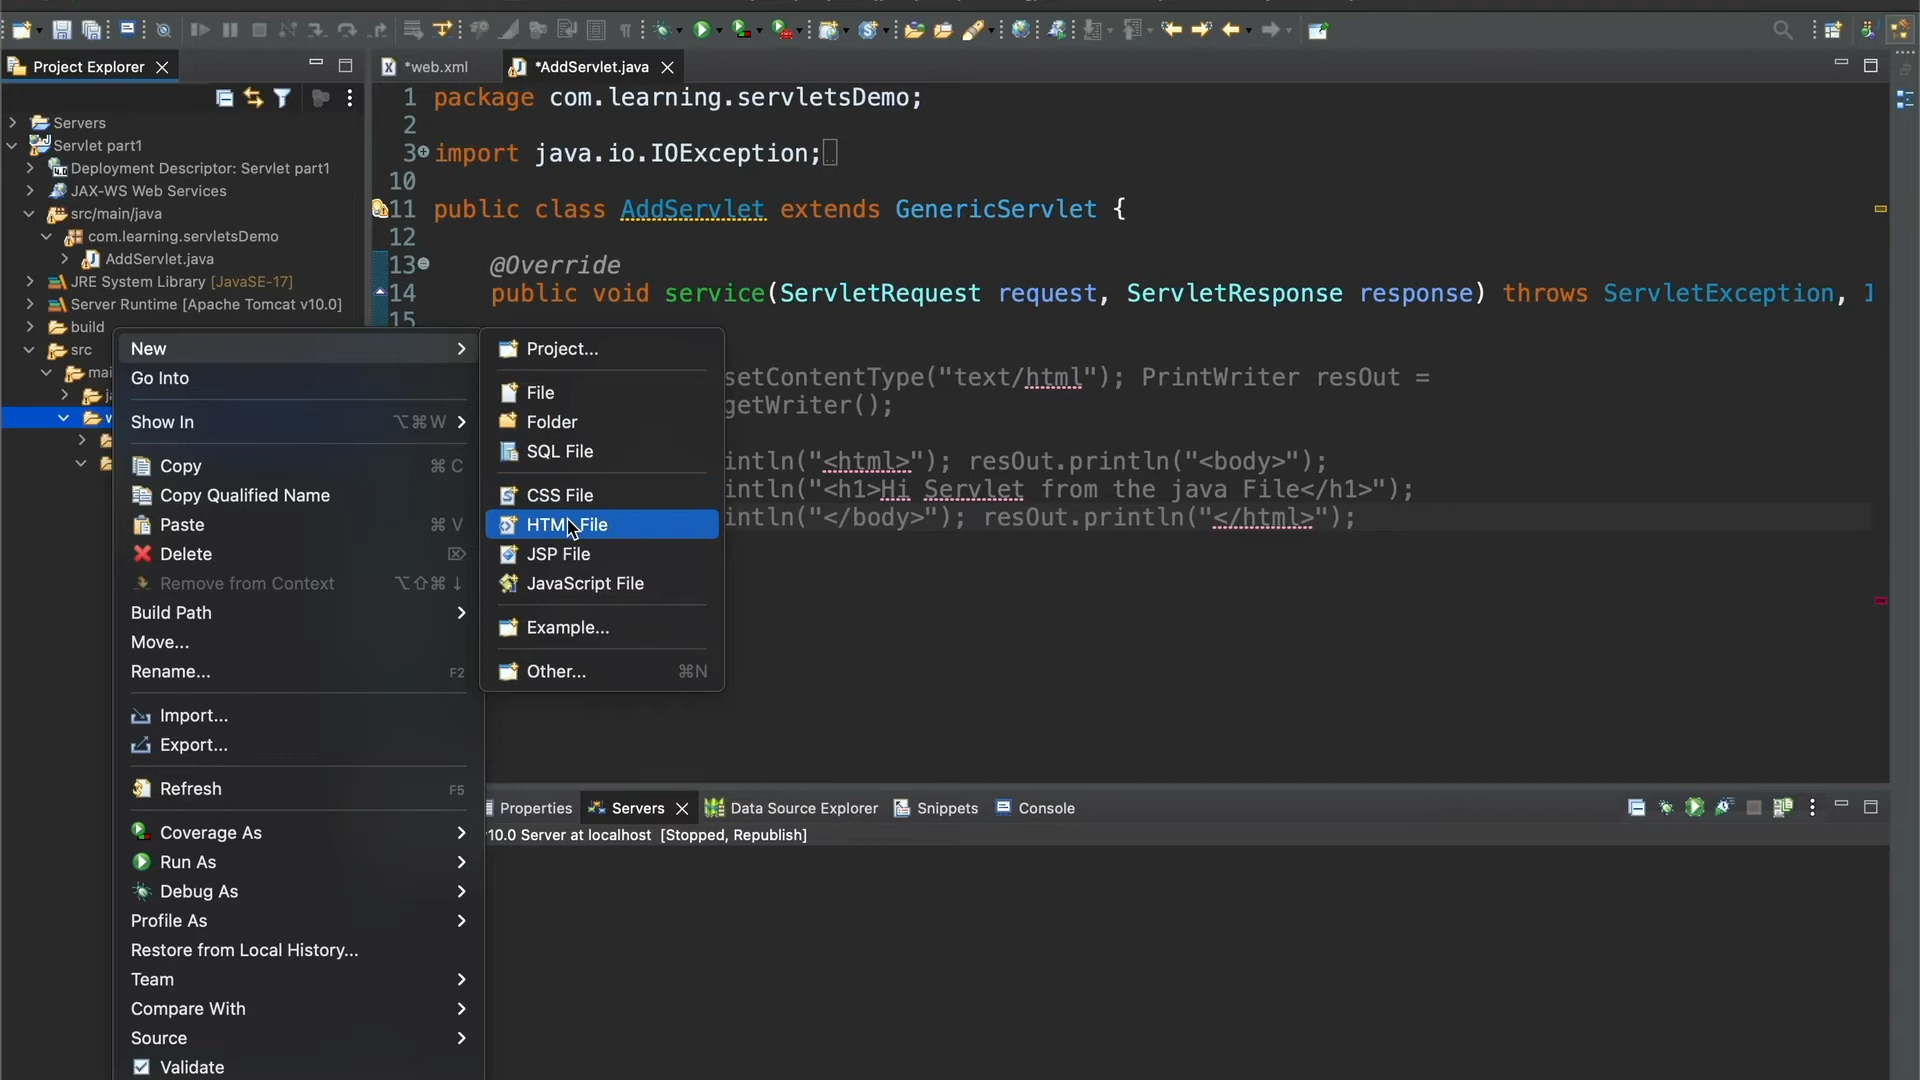 Project Explorer
*web.xml
*AddServlet.java
Servers
Servlet part1
Deployment Descriptor: Servlet part1
JAX-WS Web Services
src/main/java
com.learning.servletsDemo
AddServlet.java
JRE System Library [JavaSE-17]
Server Runtime [Apache Tomcat v10.0]
build
src
mai
j
w
1 package com.learning.servletsDemo;
2
3 import java.io.IOException;
10
11 public class AddServlet extends GenericServlet {
12
13 @Override
14 public void service(ServletRequest request, ServletResponse response) throws ServletException, I
15
setContentType("text/html"); PrintWriter resOut =
getWriter();
intln("<html>"); resOut.println("<body>");
intln("<h1>Hi Servlet from the java File</h1>");
intln("</body>"); resOut.println("</html>");
New
Go Into
Show In ⌥⌘W
Copy ⌘C
Copy Qualified Name
Paste ⌘V
Delete ⌦
Remove from Context ⌥⇧⌘↓
Build Path
Move...
Rename... F2
Import...
Export...
Refresh F5
Coverage As
Run As
Debug As
Profile As
Restore from Local History...
Team
Compare With
Source
Validate
Project...
File
Folder
SQL File
CSS File
HTML File
JSP File
JavaScript File
Example...
Other... ⌘N
Properties
Servers
Data Source Explorer
Snippets
Console
10.0 Server at localhost [Stopped, Republish]